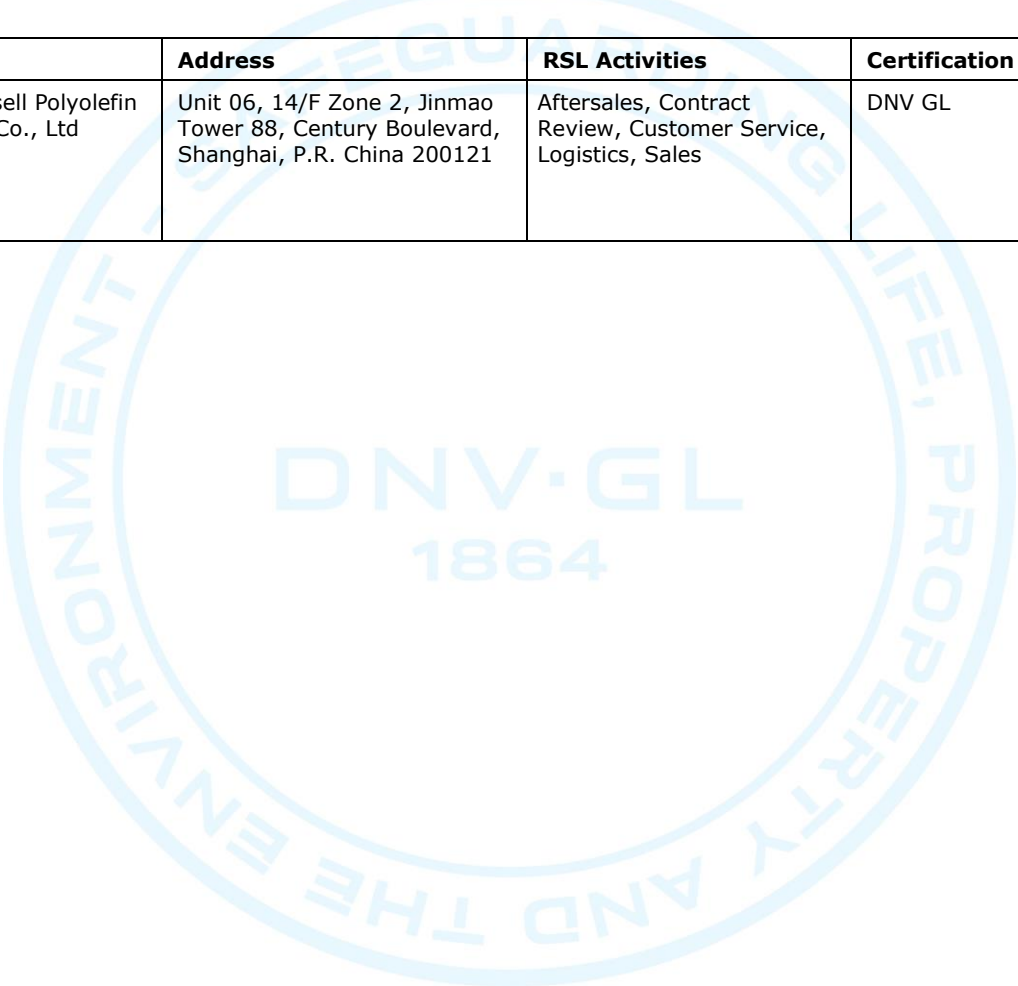 Address RSL Activities Certification
sell Polyolefin Unit 06, 14/F Zone 2, Jinmao Aftersales, Contract DNV GL
Co., Ltd Tower 88, Century Boulevard, Review, Customer Service,
Shanghai, P.R. China 200121 Logistics, Sales
SAFEGUARDING LIFE, PROPERTY AND THE ENVIRONMENT -
DNV·GL
1864